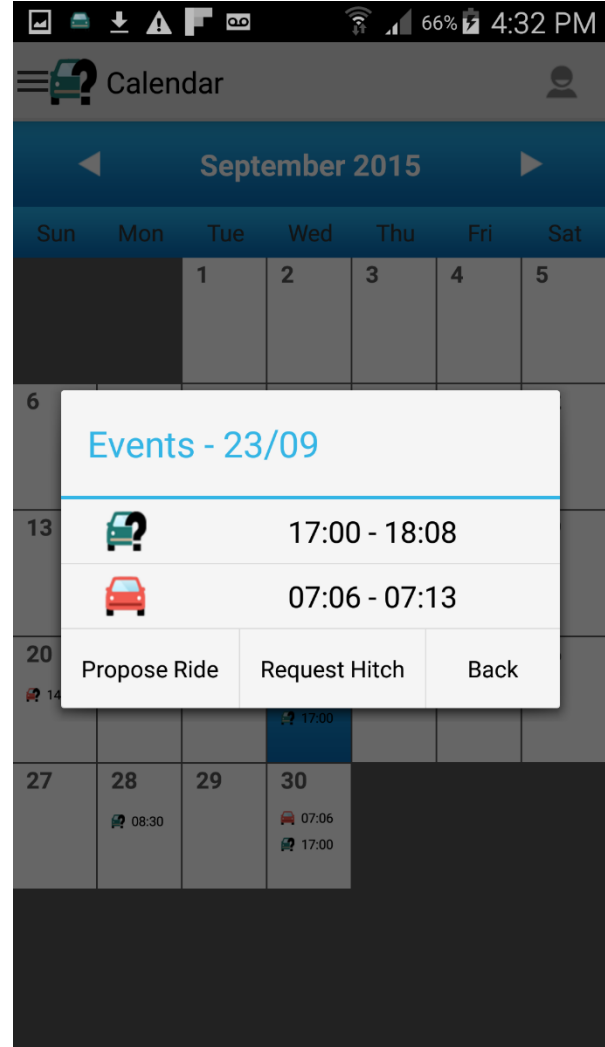 66% 4:32 PM
Calendar
September 2015
Sun Mon Tue Wed Thu Fri Sat
1 2 3 4 5
6
Events - 23/09
13
17:00 - 18:08
07:06 - 07:13
20
Propose Ride Request Hitch Back
14
17:00
27 28 29 30
08:30 07:06
17:00